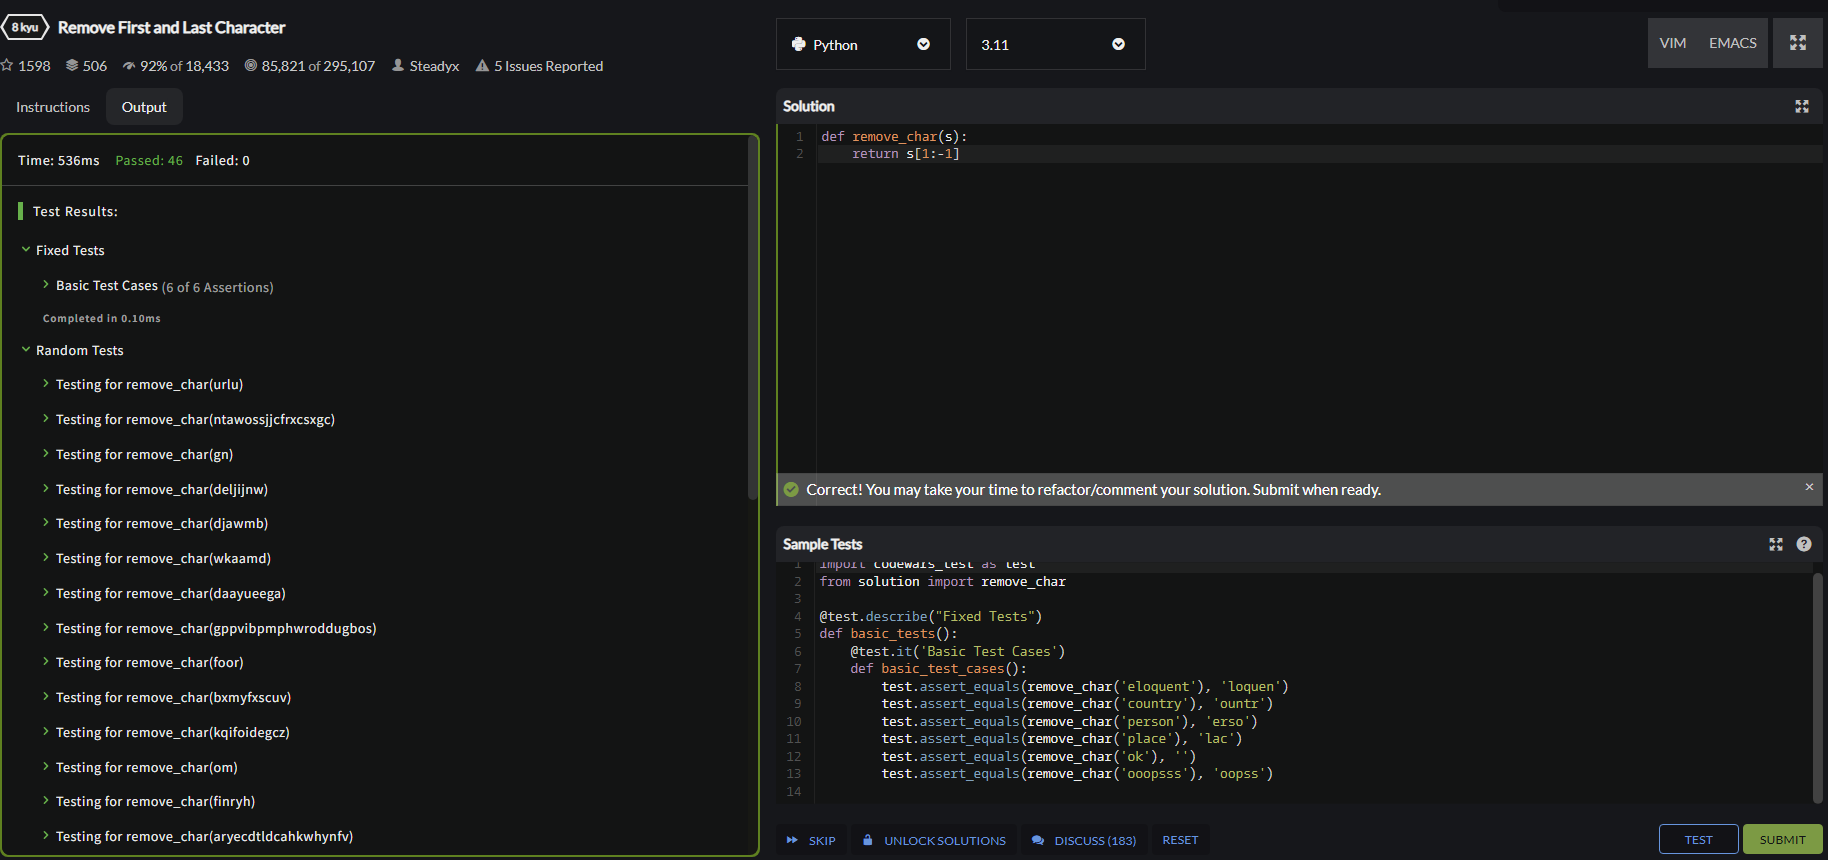 8 kyu Remove First and Last Character
1598 506 92% of 18,433 85,821 of 295,107 Steadyx 5 Issues Reported
Instructions Output
Time: 536ms Passed: 46 Failed: 0
Test Results:
Fixed Tests
Basic Test Cases (6 of 6 Assertions)
Completed in 0.10ms
Random Tests
Testing for remove_char(urlu)
Testing for remove_char(ntawossjjcfrxcsxgc)
Testing for remove_char(gn)
Testing for remove_char(deljijnw)
Testing for remove_char(djawmb)
Testing for remove_char(wkaamd)
Testing for remove_char(daayueega)
Testing for remove_char(gppvibpmphwroddugbos)
Testing for remove_char(foor)
Testing for remove_char(bxmyfxscuv)
Testing for remove_char(kqifoidegcz)
Testing for remove_char(om)
Testing for remove_char(finryh)
Testing for remove_char(aryecdtldcahkwhynfv)
Python 3.11 VIM EMACS
Solution
1 def remove_char(s):
2     return s[1:-1]
Correct! You may take your time to refactor/comment your solution. Submit when ready. ×
Sample Tests ?
1 import codewars_test as test
2 from solution import remove_char
3
4 @test.describe("Fixed Tests")
5 def basic_tests():
6     @test.it('Basic Test Cases')
7     def basic_test_cases():
8         test.assert_equals(remove_char('eloquent'), 'loquen')
9         test.assert_equals(remove_char('country'), 'ountr')
10         test.assert_equals(remove_char('person'), 'erso')
11         test.assert_equals(remove_char('place'), 'lac')
12         test.assert_equals(remove_char('ok'), '')
13         test.assert_equals(remove_char('ooopsss'), 'oopss')
14
SKIP UNLOCK SOLUTIONS DISCUSS (183) RESET TEST SUBMIT